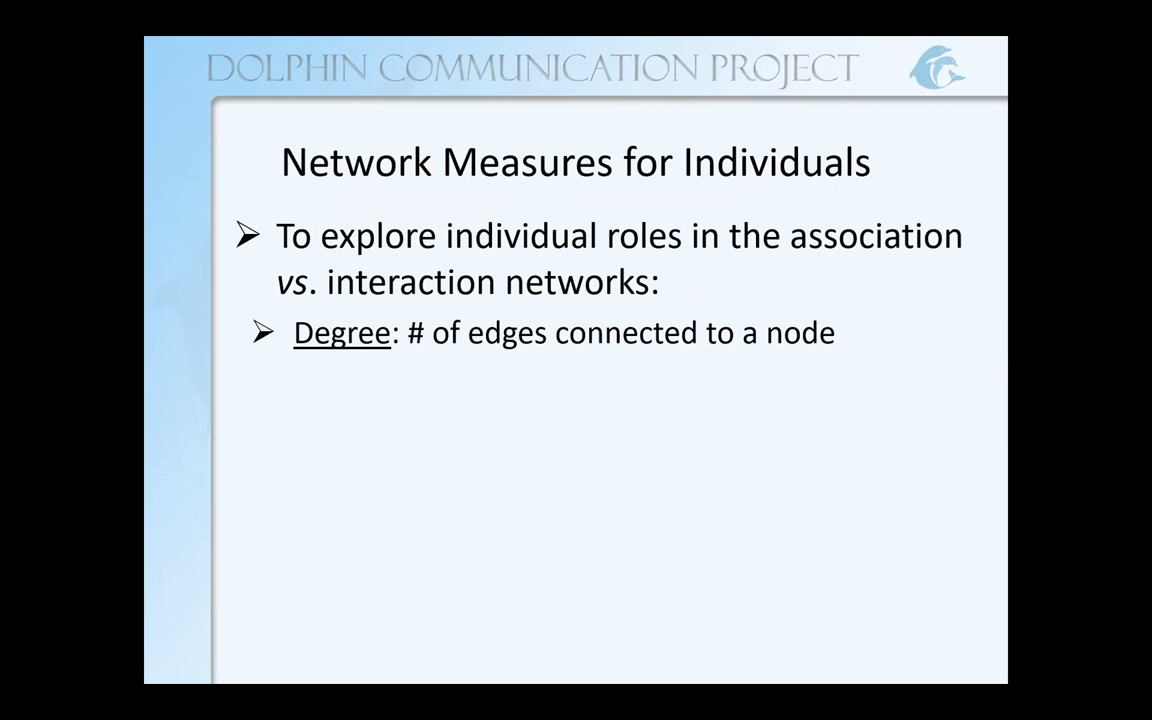 DOLPHIN COMMUNICATION PROJECT
Network Measures for Individuals
➢ To explore individual roles in the association
vs. interaction networks:
➢ Degree: # of edges connected to a node